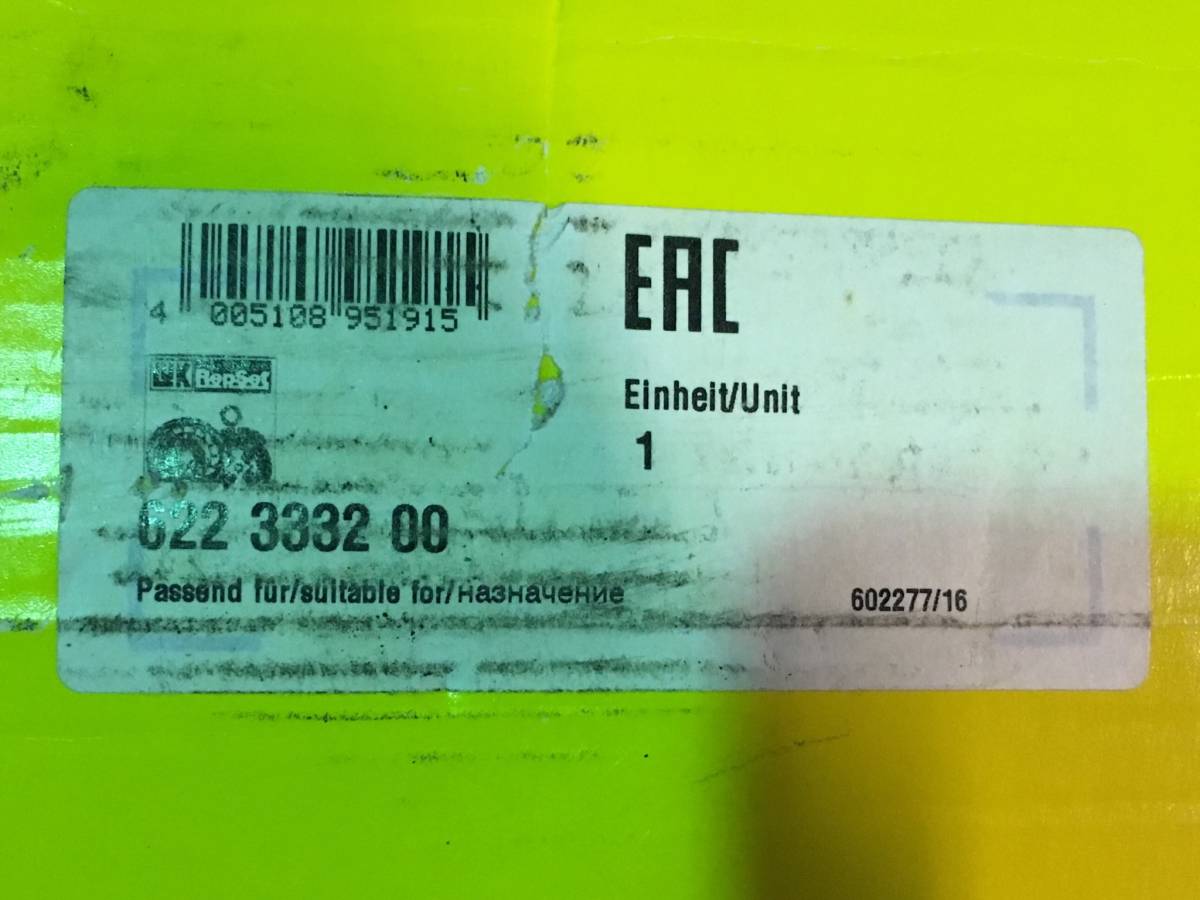 EAC
4 005108 951915
LUK RepSet
Einheit/Unit
1
622 3332 00
Passend für/suitable for/назначение
602277/16